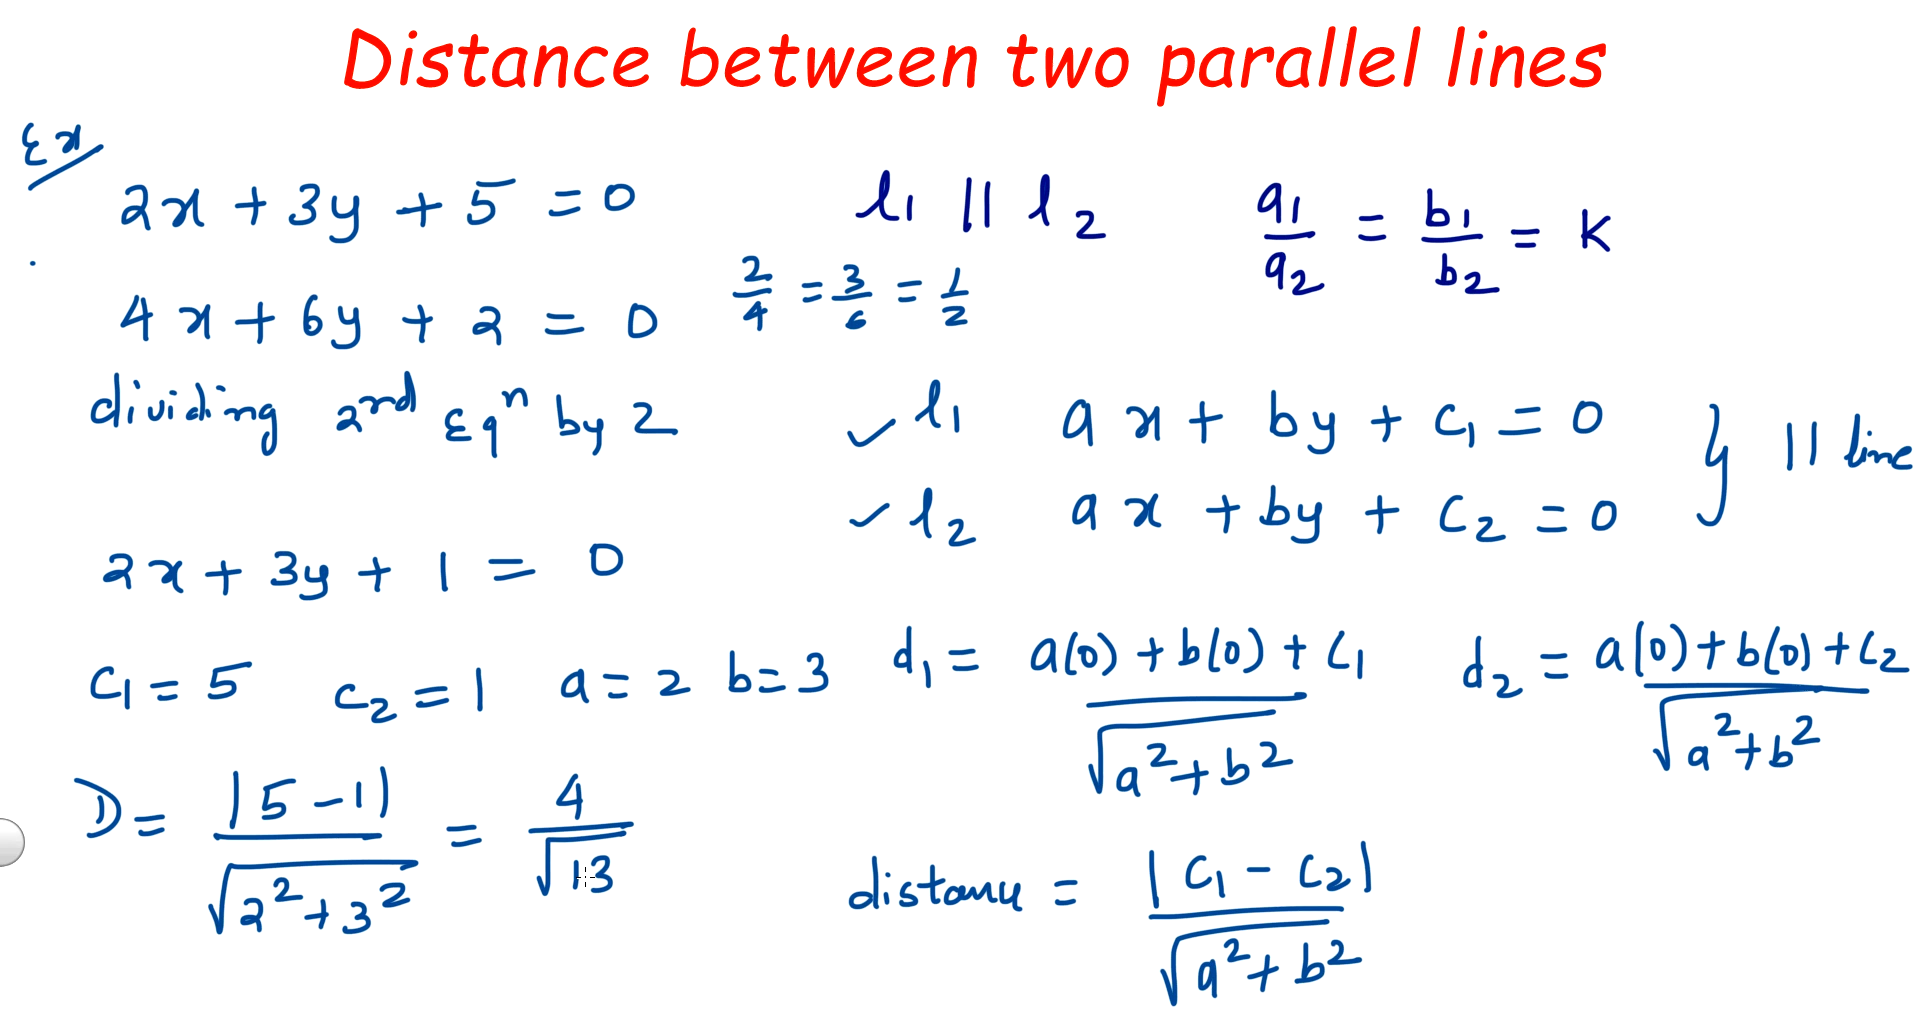 Distance between two parallel lines
Ex
2x + 3y + 5 = 0
4x + 6y + 2 = 0
2/4 = 3/6 = 1/2
dividing 2nd Eqn by 2
2x + 3y + 1 = 0
c1 = 5 c2 = 1 a = 2 b = 3
D = |5 - 1| / √(2² + 3²) = 4/√13
l1 || l2 a1/a2 = b1/b2 = K
✓ l1 ax + by + c1 = 0
✓ l2 ax + by + c2 = 0
} || line
d1 = a(0) + b(0) + c1 / √(a² + b²) d2 = a(0) + b(0) + c2 / √(a² + b²)
distance = |c1 - c2| / √(a² + b²)